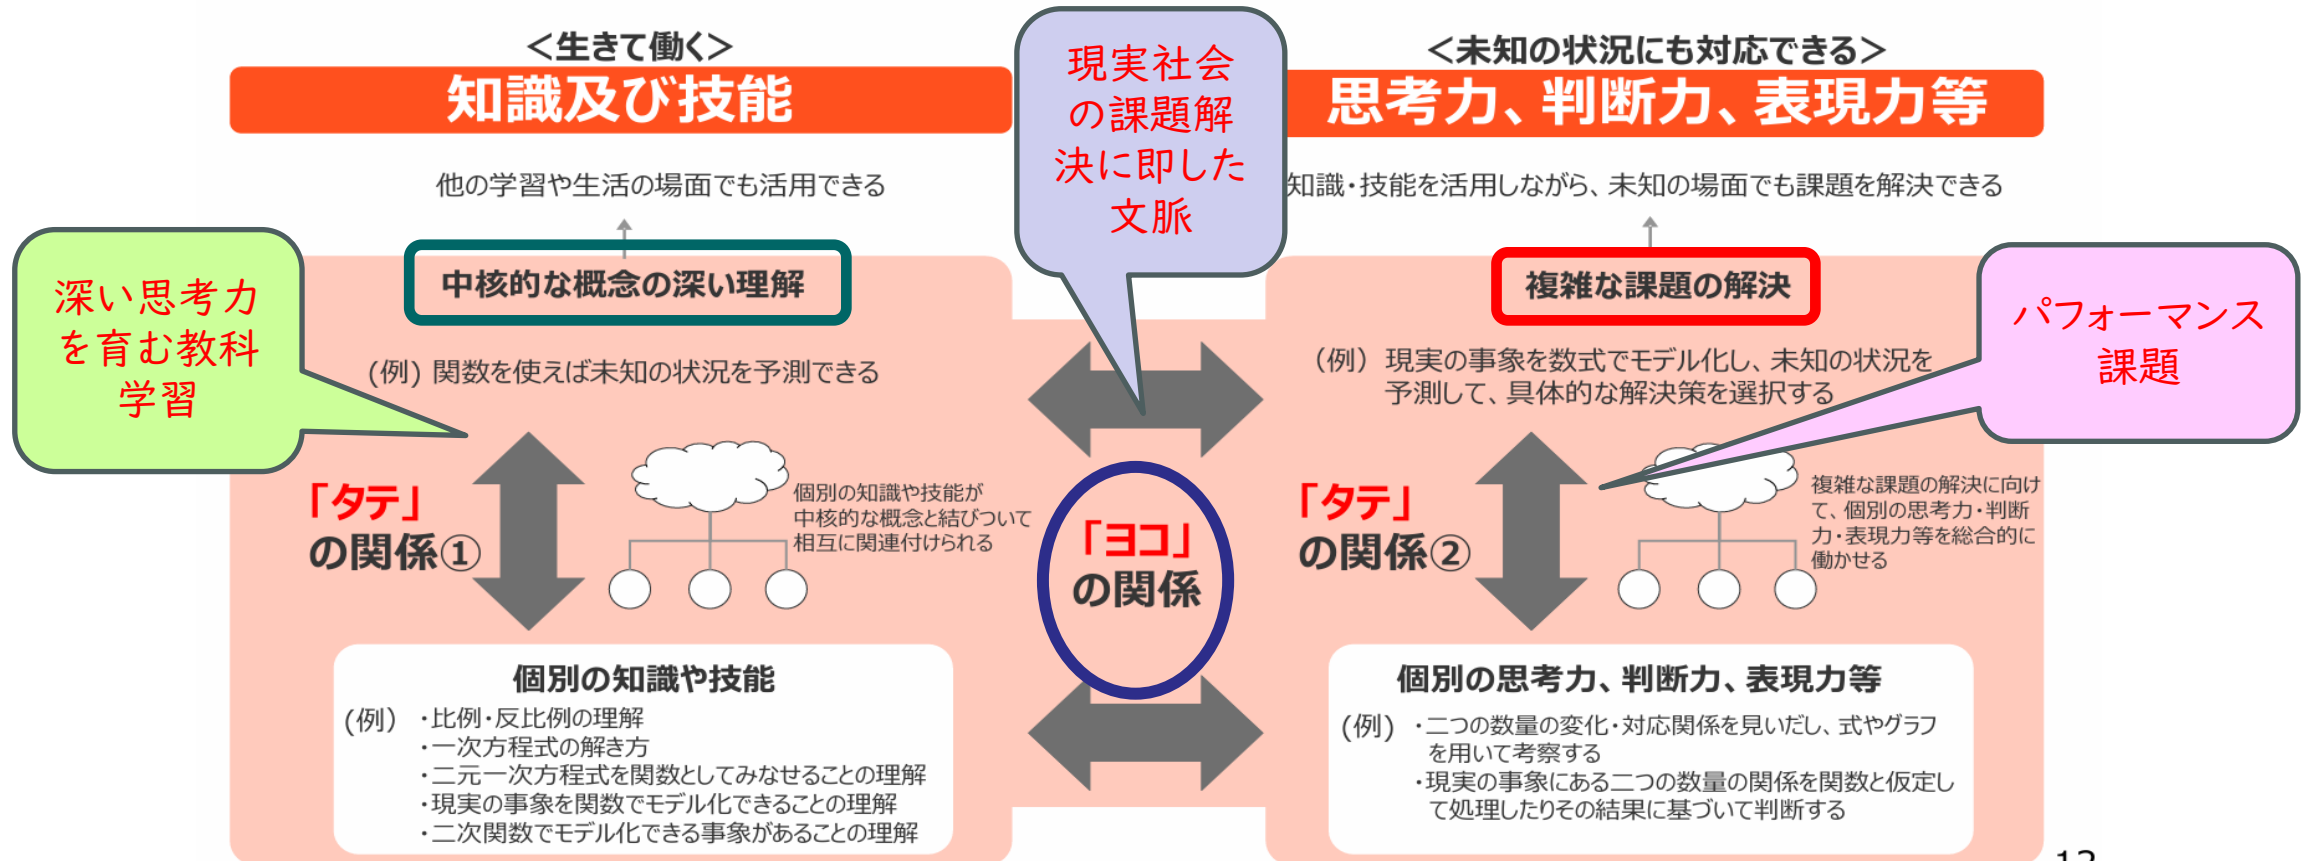 <生きて働く>
知識及び技能
他の学習や生活の場面でも活用できる
中核的な概念の深い理解
(例) 関数を使えば未知の状況を予測できる
深い思考力
を育む教科
学習
「タテ」
の関係①
個別の知識や技能が
中核的な概念と結びついて
相互に関連付けられる
個別の知識や技能
(例) ・比例・反比例の理解
・一次方程式の解き方
・二元一次方程式を関数としてみなせることの理解
・現実の事象を関数でモデル化できることの理解
・二次関数でモデル化できる事象があることの理解
現実社会
の課題解
決に即した
文脈
「ヨコ」
の関係
<未知の状況にも対応できる>
思考力、判断力、表現力等
知識・技能を活用しながら、未知の場面でも課題を解決できる
複雑な課題の解決
(例) 現実の事象を数式でモデル化し、未知の状況を
予測して、具体的な解決策を選択する
パフォーマンス
課題
「タテ」
の関係②
複雑な課題の解決に向け
て、個別の思考力・判断
力・表現力等を総合的に
働かせる
個別の思考力、判断力、表現力等
(例) ・二つの数量の変化・対応関係を見いだし、式やグラフ
を用いて考察する
・現実の事象にある二つの数量の関係を関数と仮定し
て処理したりその結果に基づいて判断する